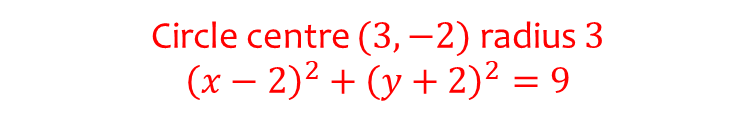 Circle centre (3, −2) radius 3
(x − 2)² + (y + 2)² = 9